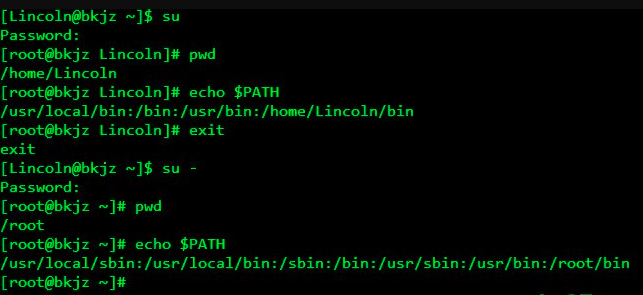 [Lincoln@bkjz ~]$ su
Password:
[root@bkjz Lincoln]# pwd
/home/Lincoln
[root@bkjz Lincoln]# echo $PATH
/usr/local/bin:/bin:/usr/bin:/home/Lincoln/bin
[root@bkjz Lincoln]# exit
exit
[Lincoln@bkjz ~]$ su -
Password:
[root@bkjz ~]# pwd
/root
[root@bkjz ~]# echo $PATH
/usr/local/sbin:/usr/local/bin:/sbin:/bin:/usr/sbin:/usr/bin:/root/bin
[root@bkjz ~]#